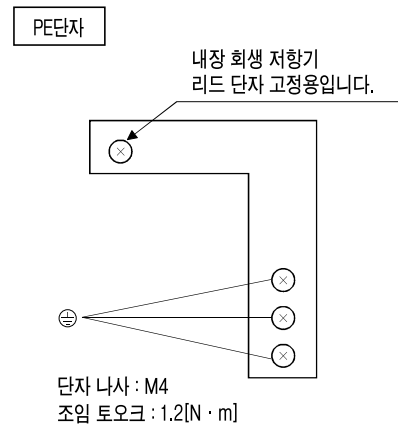 PE단자
내장 회생 저항기
리드 단자 고정용입니다.
단자 나사 : M4
조임 토오크 : 1.2[N · m]